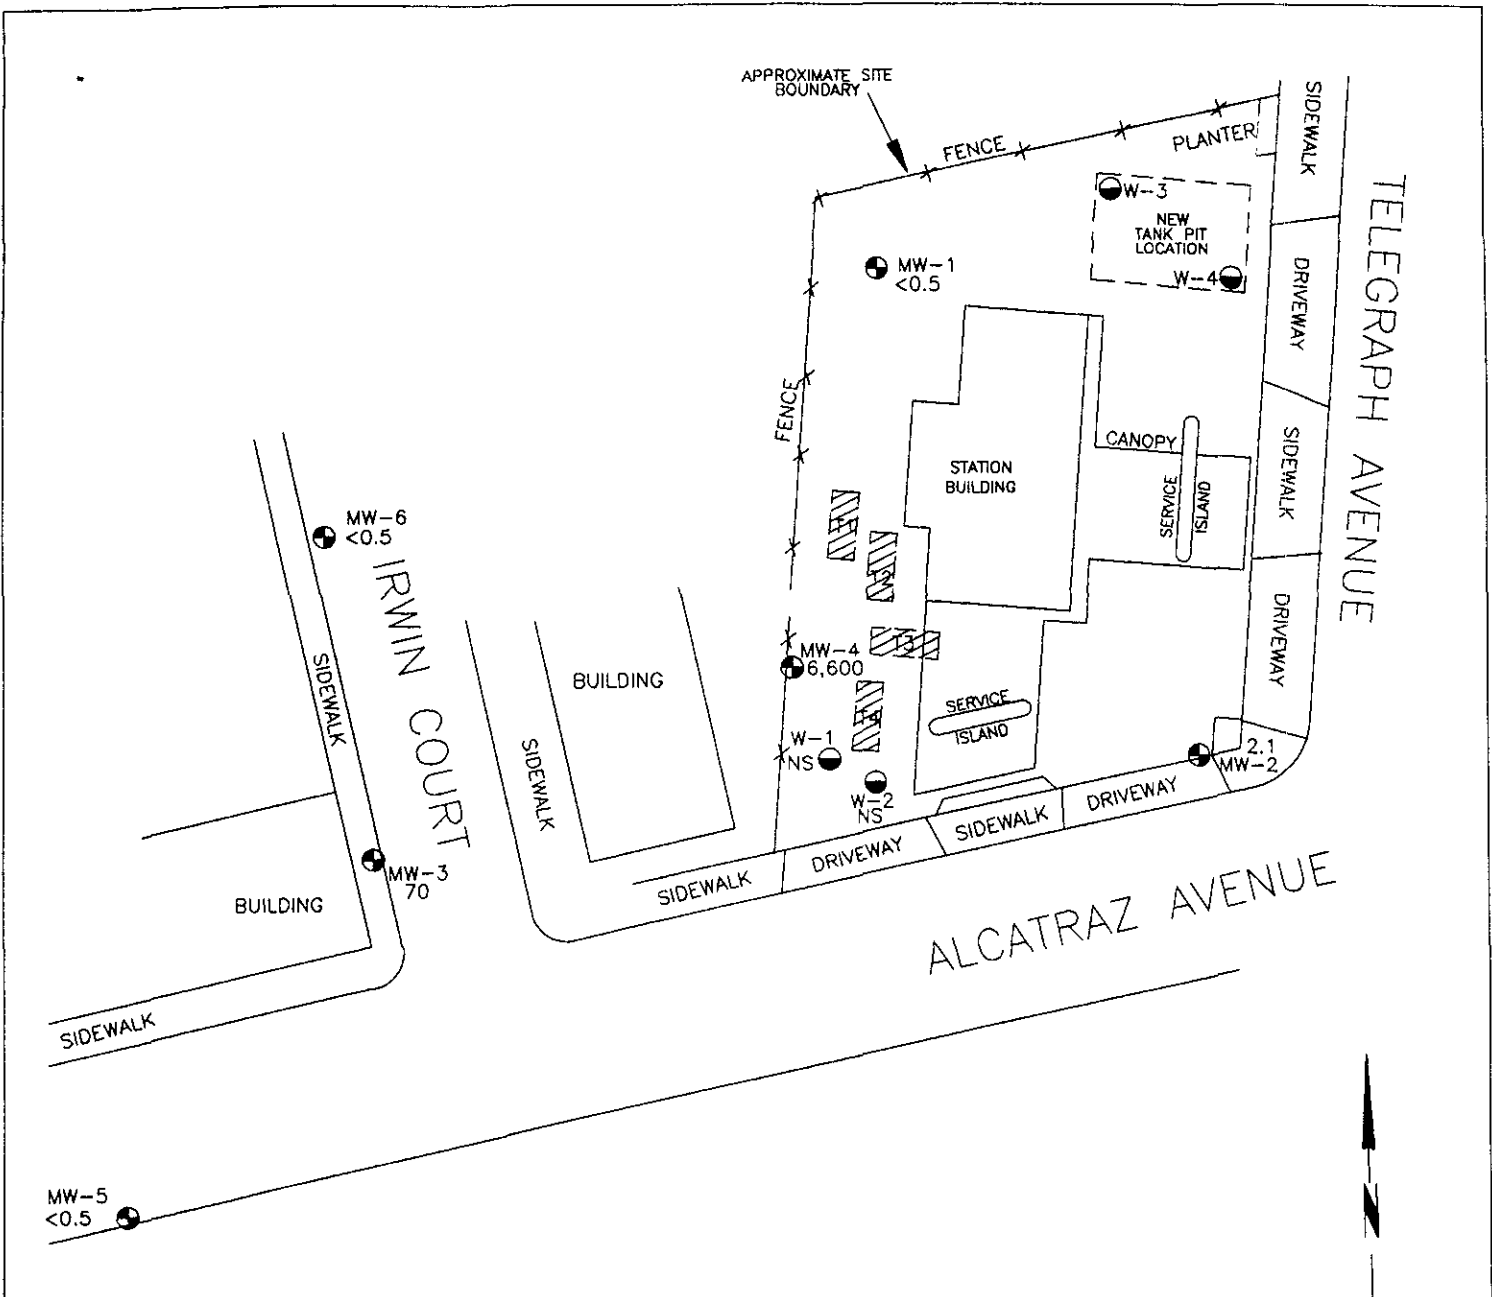 APPROXIMATE SITE
BOUNDARY
FENCE
PLANTER
SIDEWALK
W-3
NEW
TANK PIT
LOCATION
W-4
MW-1
<0.5
DRIVEWAY
TELEGRAPH AVENUE
FENCE
CANOPY
SERVICE
ISLAND
SIDEWALK
STATION
BUILDING
MW-6
<0.5
IRWIN COURT
T2
T3
DRIVEWAY
SIDEWALK
BUILDING
MW-4
6,600
T4
SERVICE
ISLAND
SIDEWALK
W-1
NS
W-2
NS
2.1
MW-2
DRIVEWAY
SIDEWALK
DRIVEWAY
SIDEWALK
MW-3
70
BUILDING
ALCATRAZ AVENUE
SIDEWALK
MW-5
<0.5
N